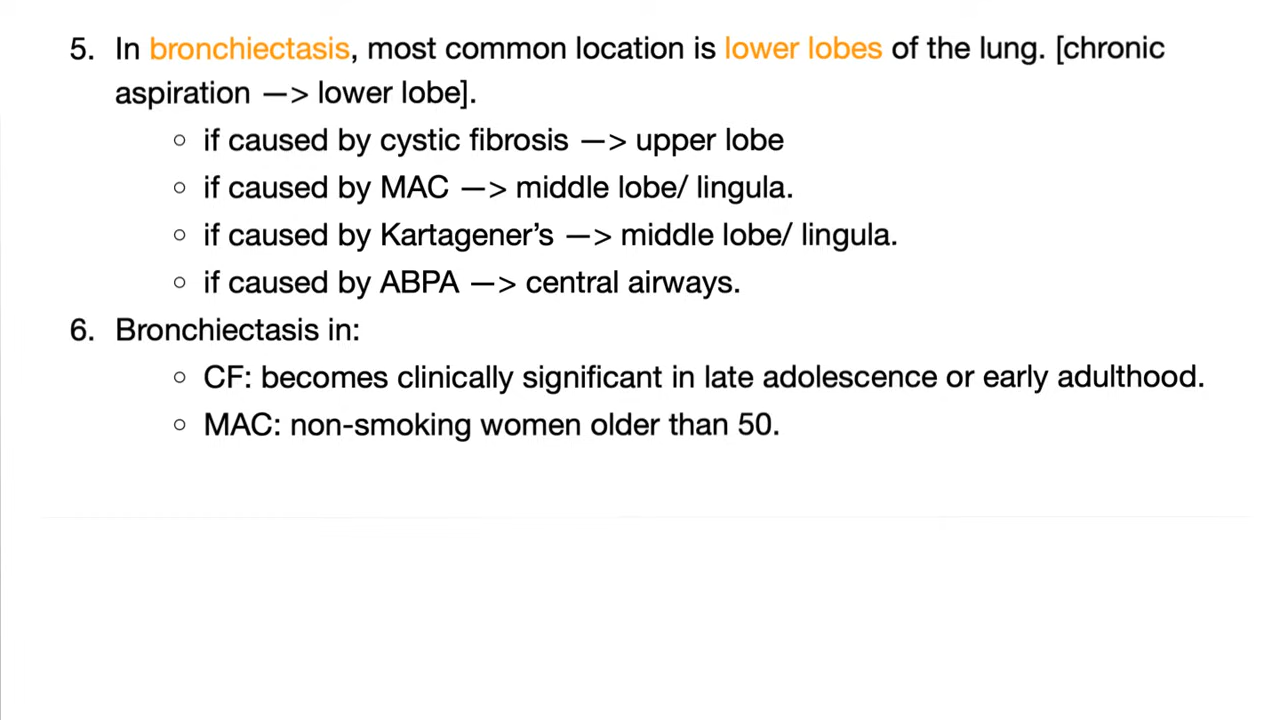 5. In bronchiectasis, most common location is lower lobes of the lung. [chronic
aspiration —> lower lobe].
○ if caused by cystic fibrosis —> upper lobe
○ if caused by MAC —> middle lobe/ lingula.
○ if caused by Kartagener’s —> middle lobe/ lingula.
○ if caused by ABPA —> central airways.
6. Bronchiectasis in:
○ CF: becomes clinically significant in late adolescence or early adulthood.
○ MAC: non-smoking women older than 50.